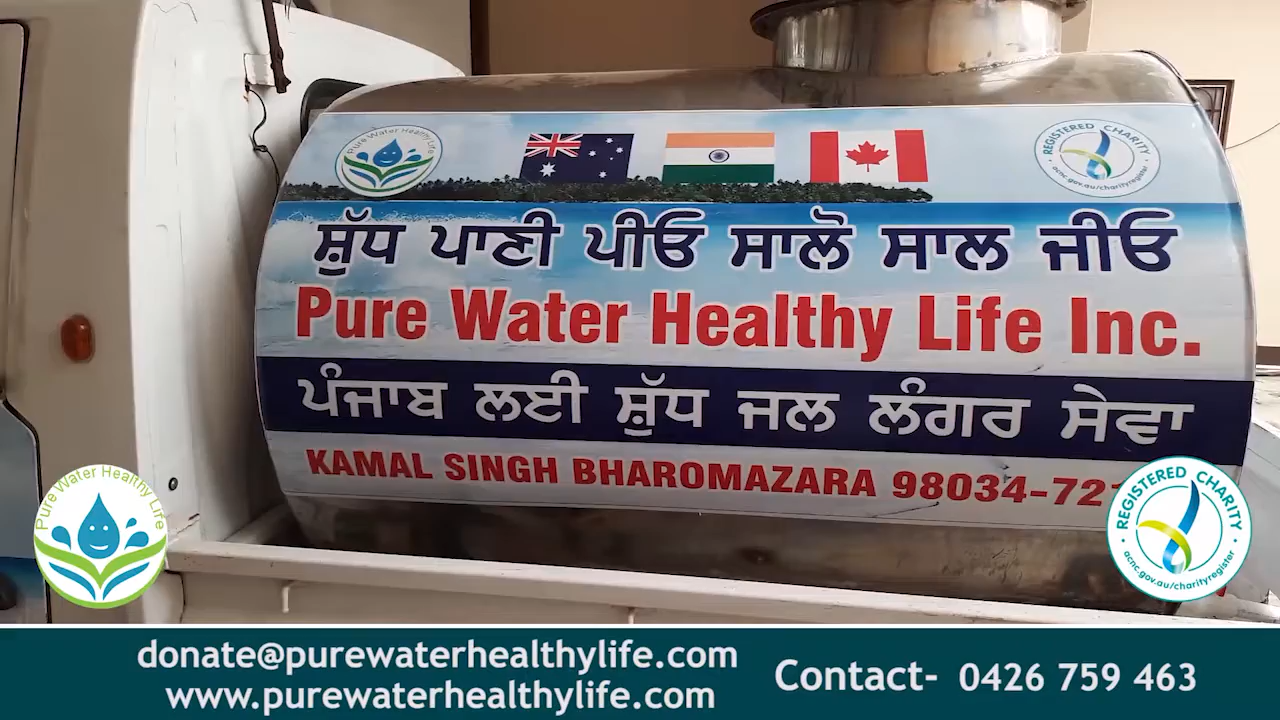 Pure Water Healthy Life
REGISTERED CHARITY
acnc.gov.au/charityregister
ਸ਼ੁੱਧ ਪਾਣੀ ਪੀਓ ਸਾਲੋ ਸਾਲ ਜੀਓ
Pure Water Healthy Life Inc.
ਪੰਜਾਬ ਲਈ ਸ਼ੁੱਧ ਜਲ ਲੰਗਰ ਸੇਵਾ
KAMAL SINGH BHAROMAZARA
Pure Water Healthy Life
REGISTERED CHARITY
acnc.gov.au/charityregister
donate@purewaterhealthylife.com
www.purewaterhealthylife.com
Contact- 0426 759 463